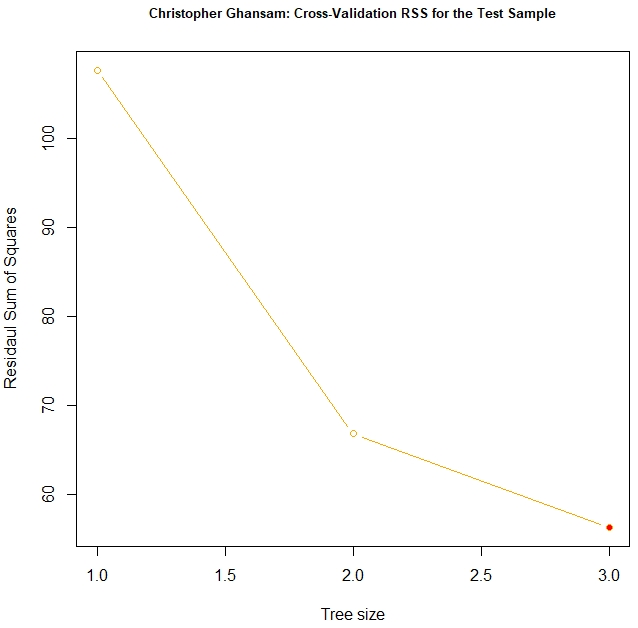 Christopher Ghansam: Cross-Validation RSS for the Test Sample
100
90
80
70
60
Residaul Sum of Squares
1.0 1.5 2.0 2.5 3.0
Tree size